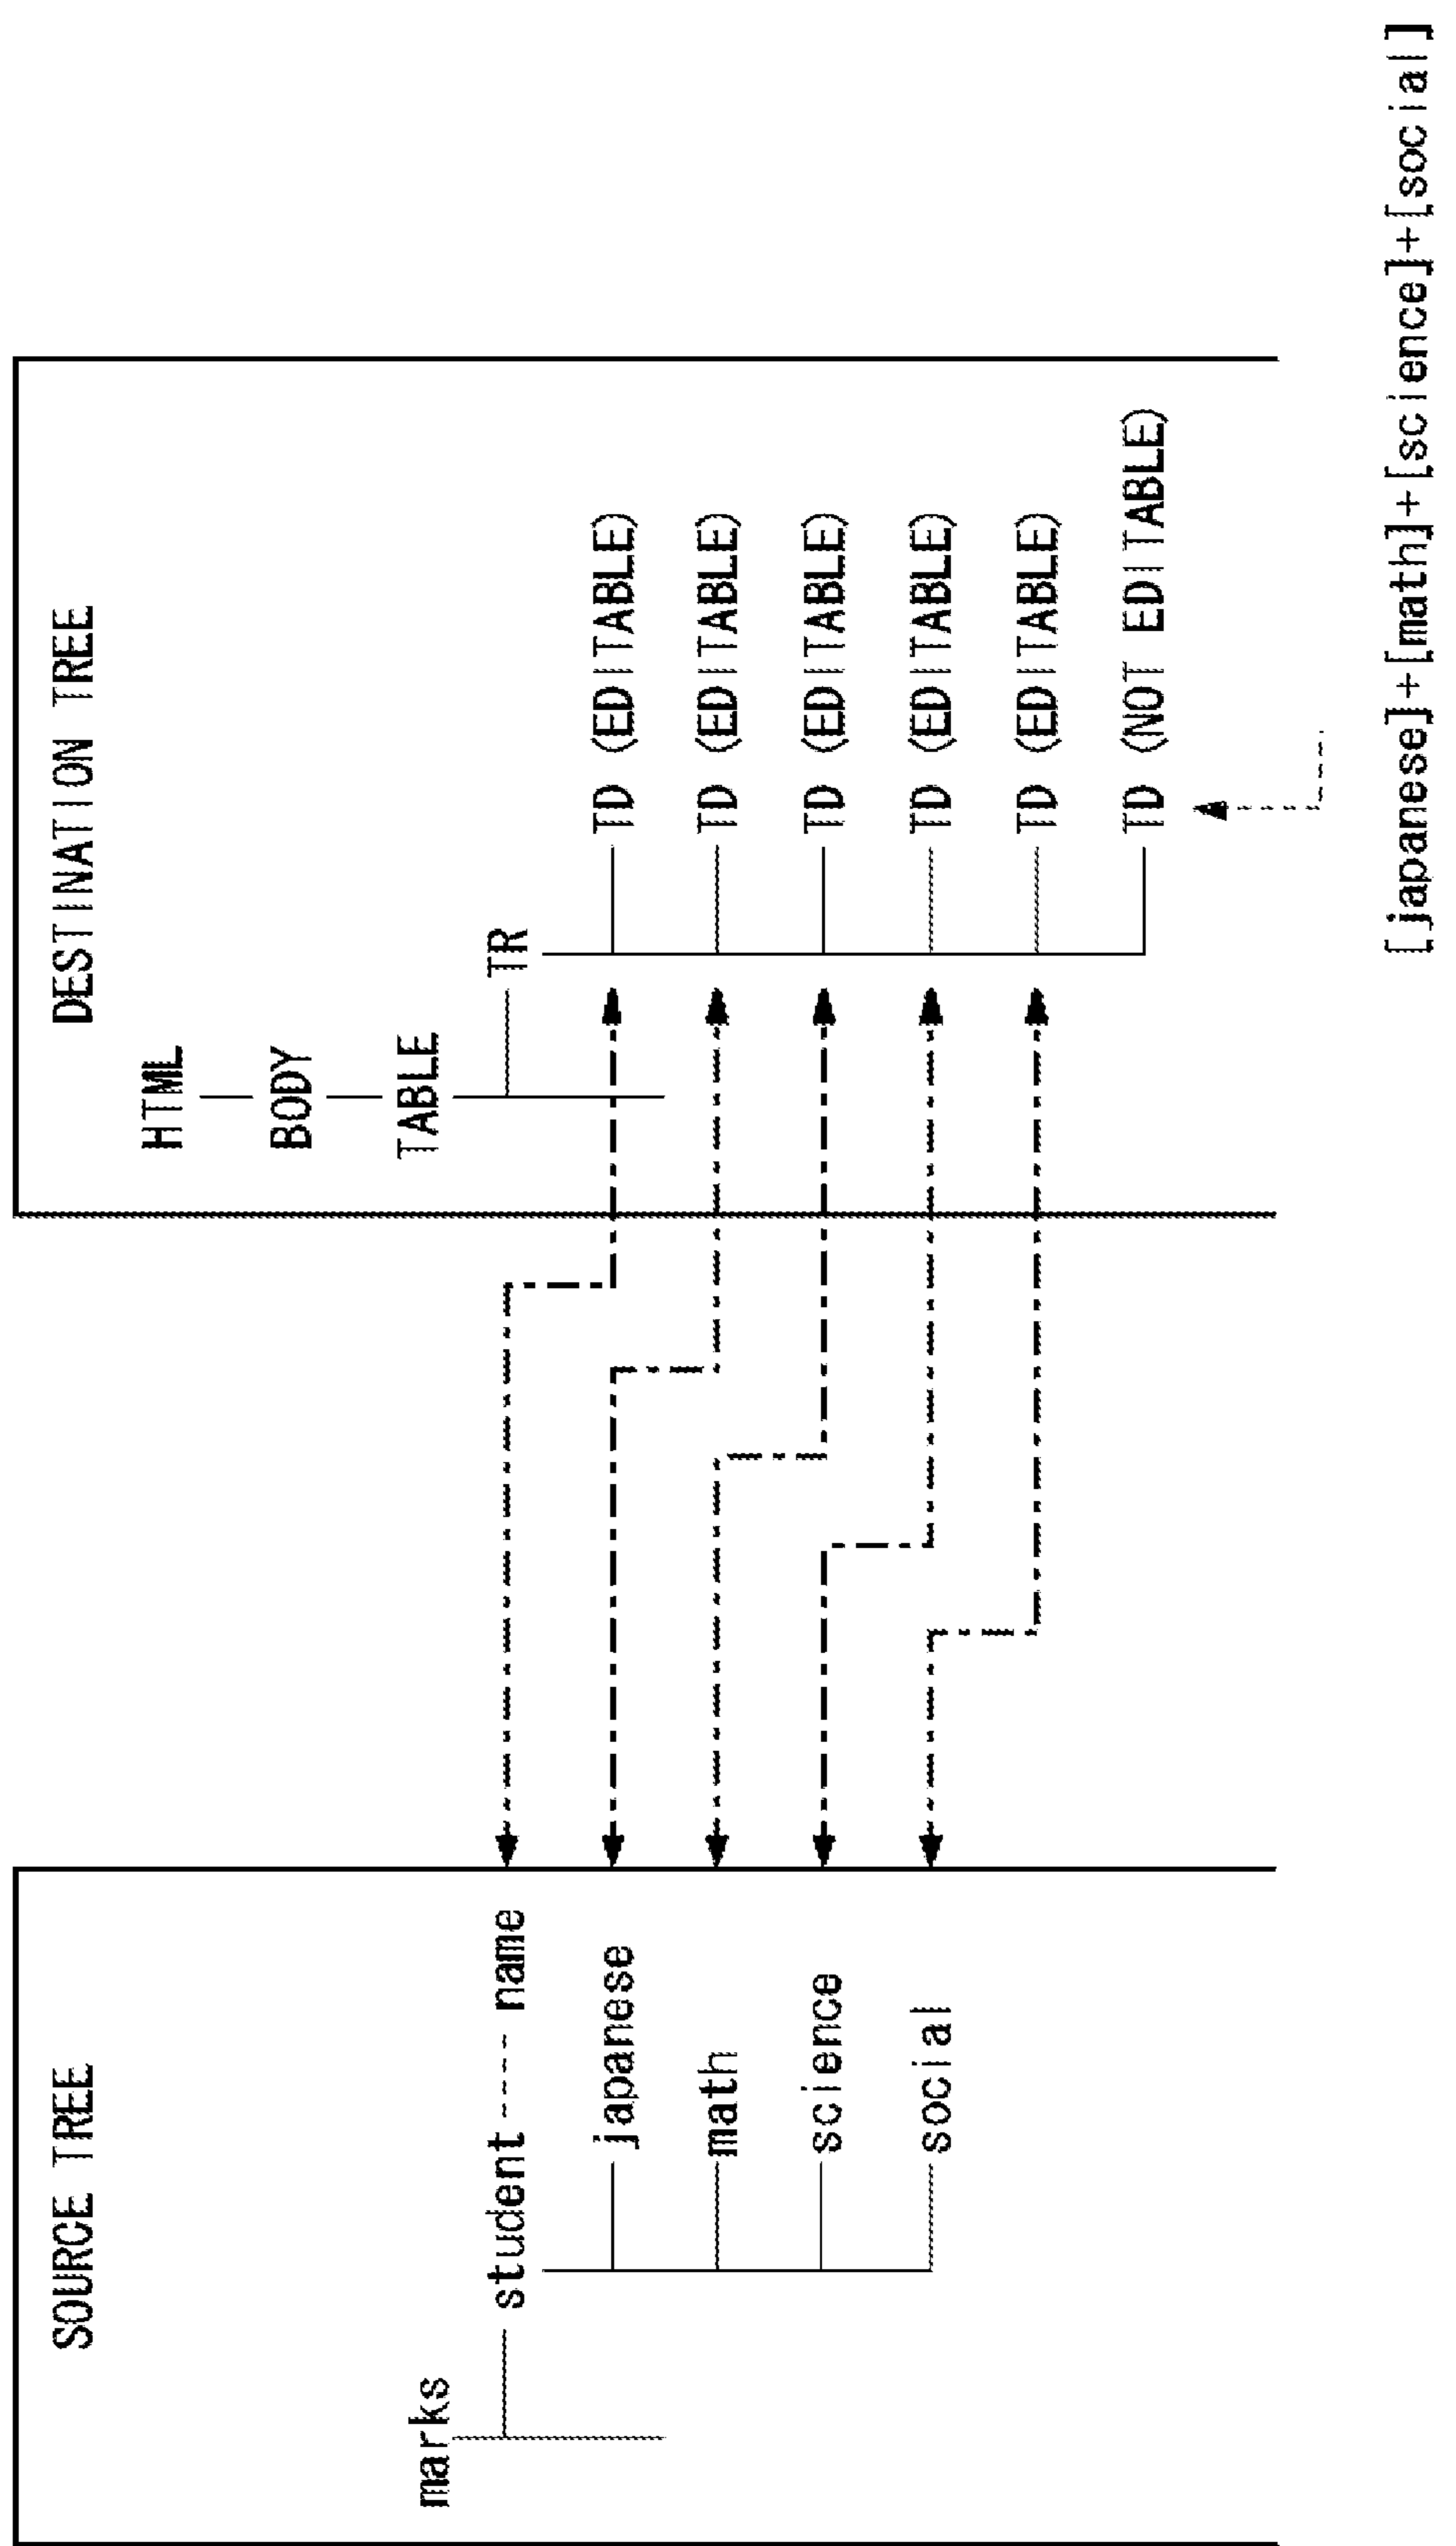 SOURCE TREE
marks
student
name
japanese
math
science
social
DESTINATION TREE
HTML
BODY
TABLE
TR
TD (EDITABLE)
TD (EDITABLE)
TD (EDITABLE)
TD (EDITABLE)
TD (EDITABLE)
TD (NOT EDITABLE)
[japanese]+[math]+[science]+[social]